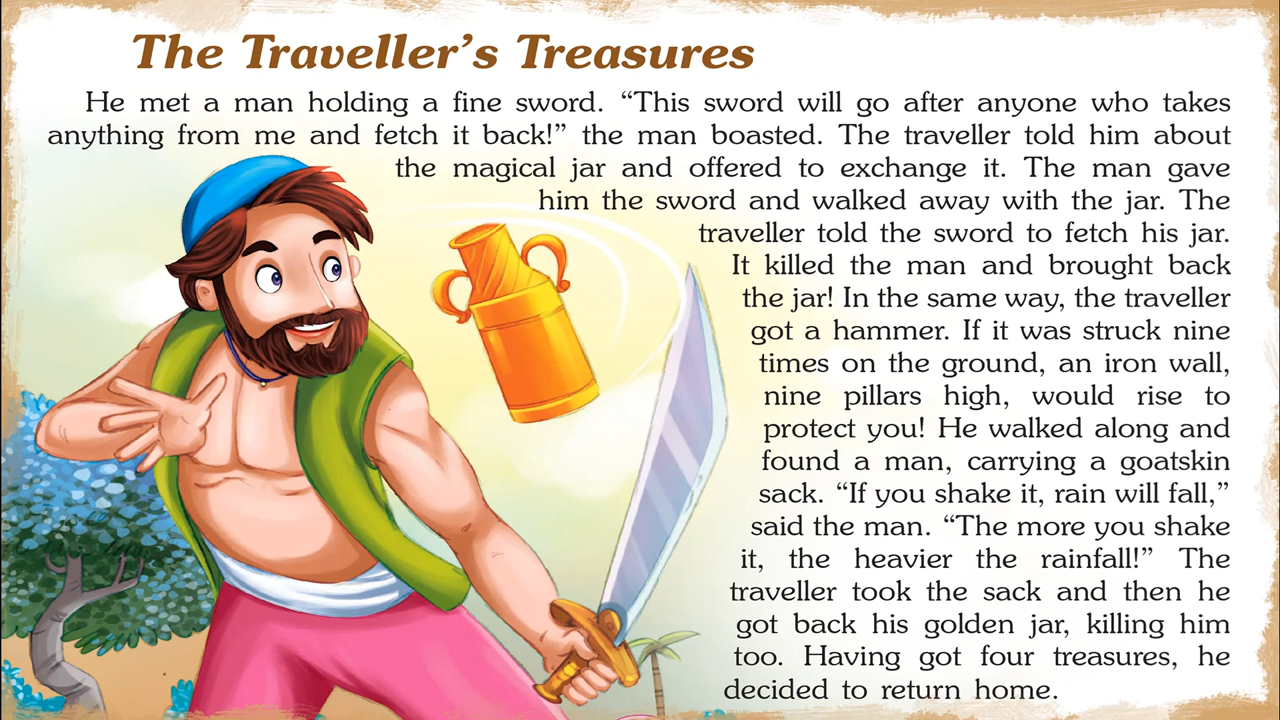 The Traveller’s Treasures
He met a man holding a fine sword. “This sword will go after anyone who takes
anything from me and fetch it back!” the man boasted. The traveller told him about
the magical jar and offered to exchange it. The man gave
him the sword and walked away with the jar. The
traveller told the sword to fetch his jar.
It killed the man and brought back
the jar! In the same way, the traveller
got a hammer. If it was struck nine
times on the ground, an iron wall,
nine pillars high, would rise to
protect you! He walked along and
found a man, carrying a goatskin
sack. “If you shake it, rain will fall,”
said the man. “The more you shake
it, the heavier the rainfall!” The
traveller took the sack and then he
got back his golden jar, killing him
too. Having got four treasures, he
decided to return home.